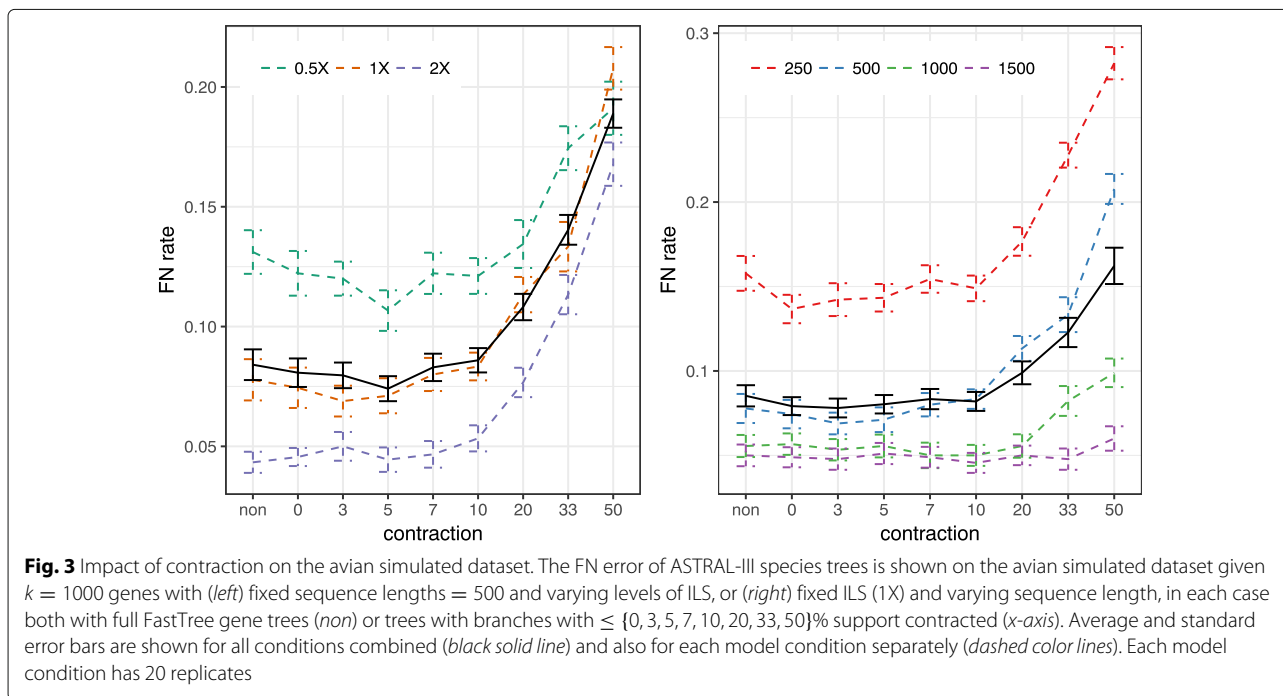 0.5X 1X 2X
0.20
0.15
0.10
0.05
FN rate
non 0 3 5 7 10 20 33 50
contraction
250 500 1000 1500
0.3
0.2
0.1
FN rate
non 0 3 5 7 10 20 33 50
contraction
Fig. 3 Impact of contraction on the avian simulated dataset. The FN error of ASTRAL-III species trees is shown on the avian simulated dataset given
k = 1000 genes with (left) fixed sequence lengths = 500 and varying levels of ILS, or (right) fixed ILS (1X) and varying sequence length, in each case
both with full FastTree gene trees (non) or trees with branches with ≤ {0, 3, 5, 7, 10, 20, 33, 50}% support contracted (x-axis). Average and standard
error bars are shown for all conditions combined (black solid line) and also for each model condition separately (dashed color lines). Each model
condition has 20 replicates